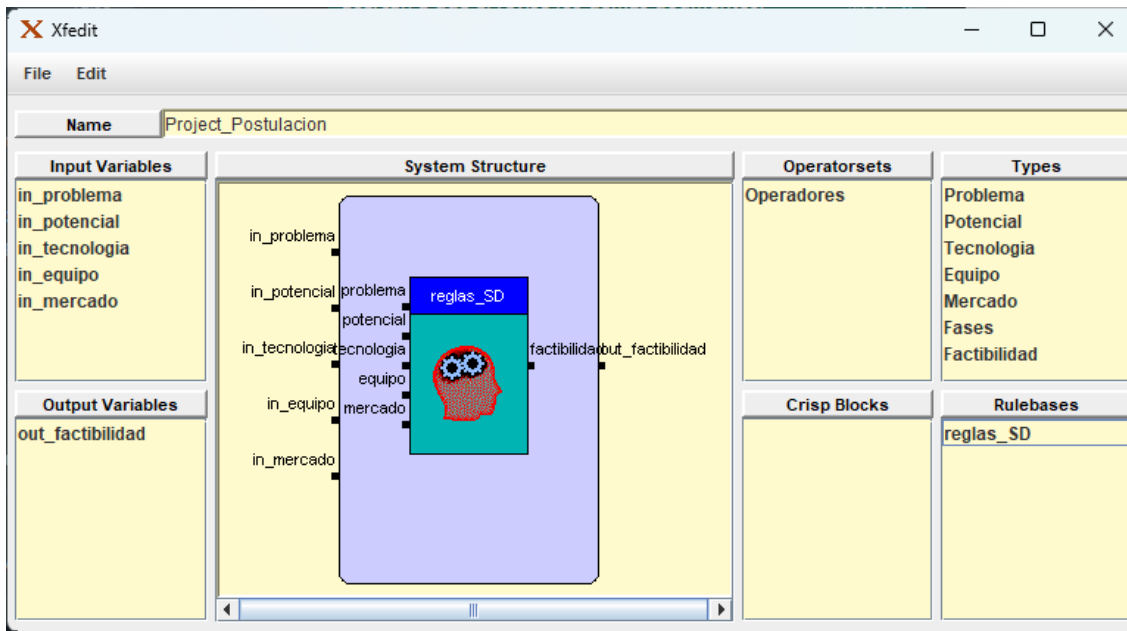 Xfedit
File Edit
Name Project_Postulacion
Input Variables
in_problema
in_potencial
in_tecnologia
in_equipo
in_mercado
Output Variables
out_factibilidad
System Structure
in_problema
in_potencial
in_tecnologia
in_equipo
in_mercado
problema
potencial
tecnologia
equipo
mercado
reglas_SD
factibilidad
out_factibilidad
Operatorsets
Operadores
Types
Problema
Potencial
Tecnologia
Equipo
Mercado
Fases
Factibilidad
Crisp Blocks
Rulebases
reglas_SD